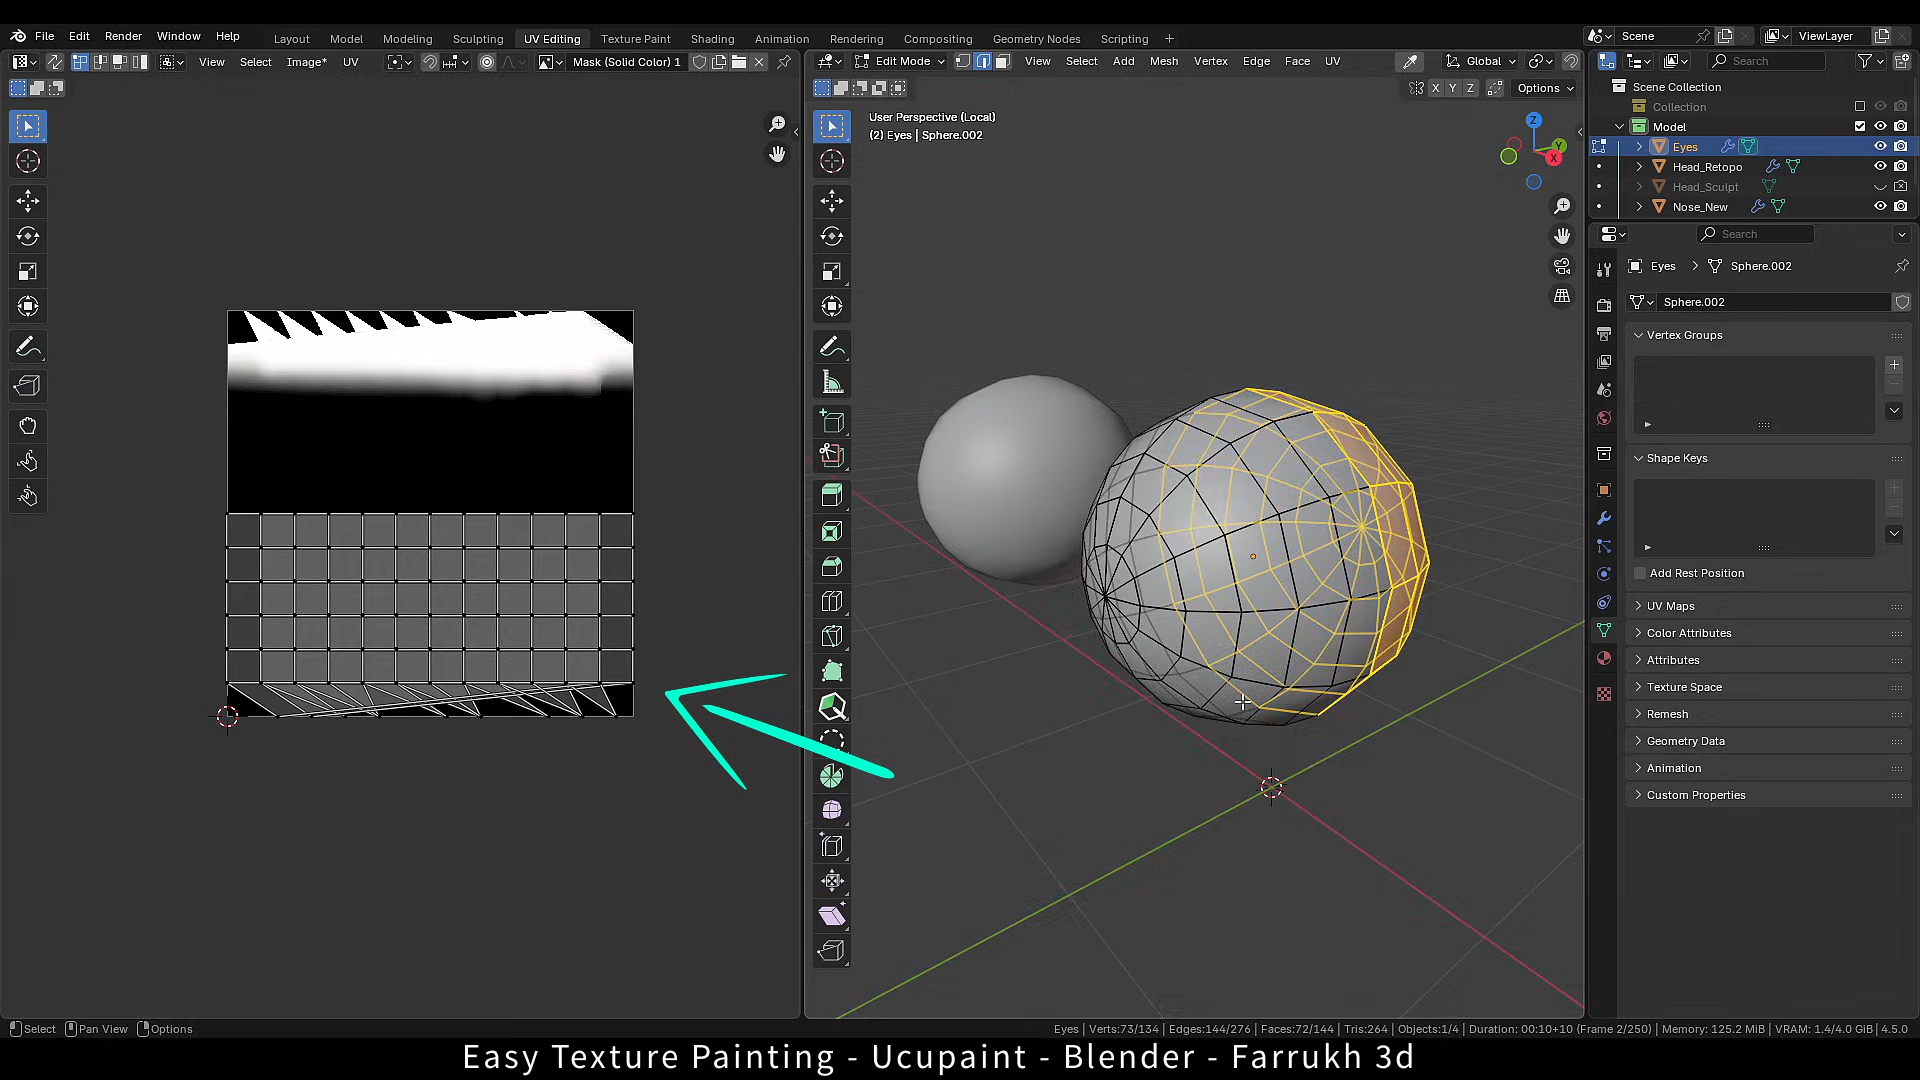 File Edit Render Window Help Layout Model Modeling Sculpting UV Editing Texture Paint Shading Animation Rendering Compositing Geometry Nodes Scripting + Scene ViewLayer
View Select Image* UV Mask (Solid Color) 1 Edit Mode View Select Add Mesh Vertex Edge Face UV Global Search
X Y Z Options Scene Collection
Collection
User Perspective (Local)
(2) Eyes | Sphere.002
Model
Eyes
Head_Retopo
Head_Sculpt
Nose_New
Z
Y
X
Search
Eyes > Sphere.002
Sphere.002
Vertex Groups
Shape Keys
Add Rest Position
UV Maps
Color Attributes
Attributes
Texture Space
Remesh
Geometry Data
Animation
Custom Properties
Select Pan View Options Eyes | Verts:73/134 | Edges:144/276 | Faces:72/144 | Tris:264 | Objects:1/4 | Duration: 00:10+10 (Frame 2/250) | Memory: 125.2 MiB | VRAM: 1.4/4.0 GiB | 4.5.0
Easy Texture Painting - Ucupaint - Blender - Farrukh 3d